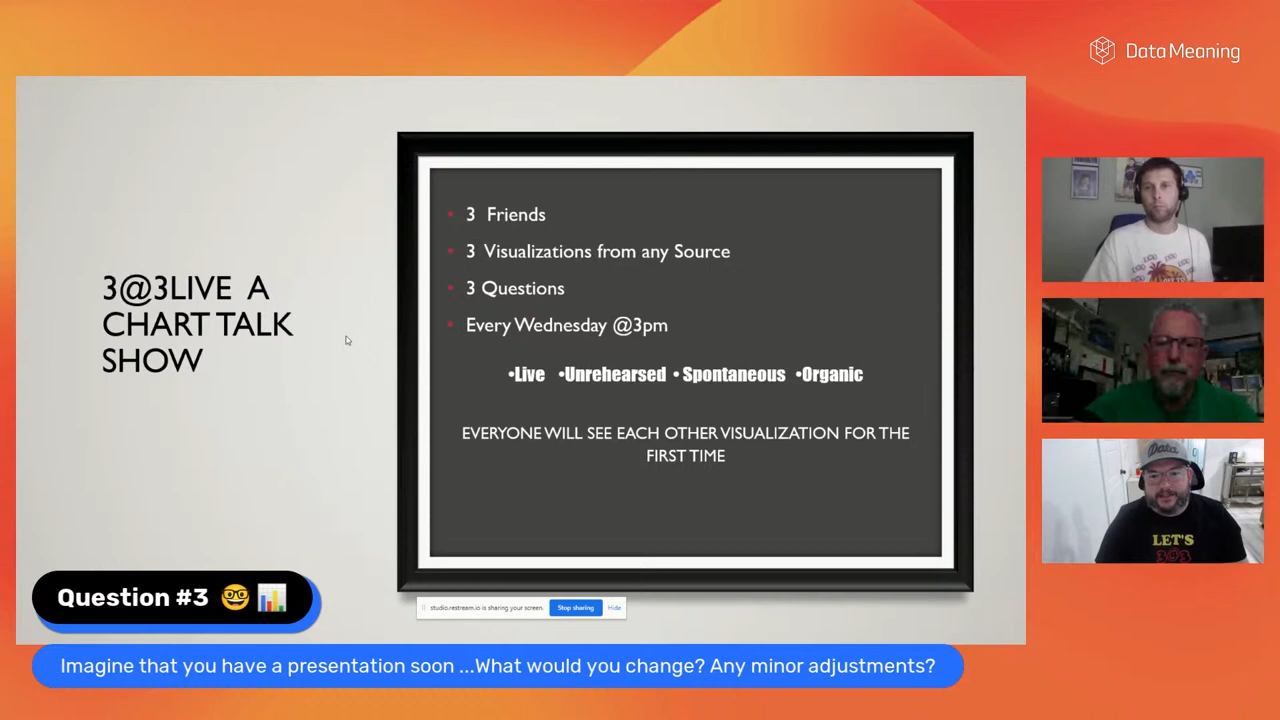 DataMeaning
3@3LIVE A
CHART TALK
SHOW
• 3 Friends
• 3 Visualizations from any Source
• 3 Questions
• Every Wednesday @3pm
•Live •Unrehearsed • Spontaneous •Organic
EVERYONE WILL SEE EACH OTHER VISUALIZATION FOR THE
FIRST TIME
Data
LET'S
3@3
studio.restream.io is sharing your screen. Stop sharing Hide
Question #3 🤓 📊
Imagine that you have a presentation soon ...What would you change? Any minor adjustments?